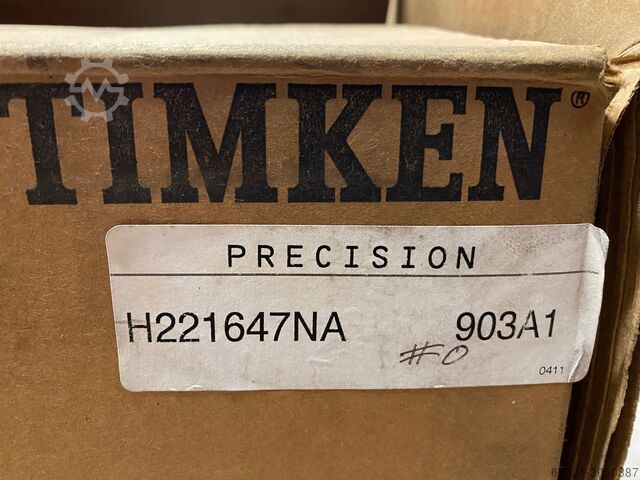 TIMKEN®
PRECISION
H221647NA 903A1
#0
0411